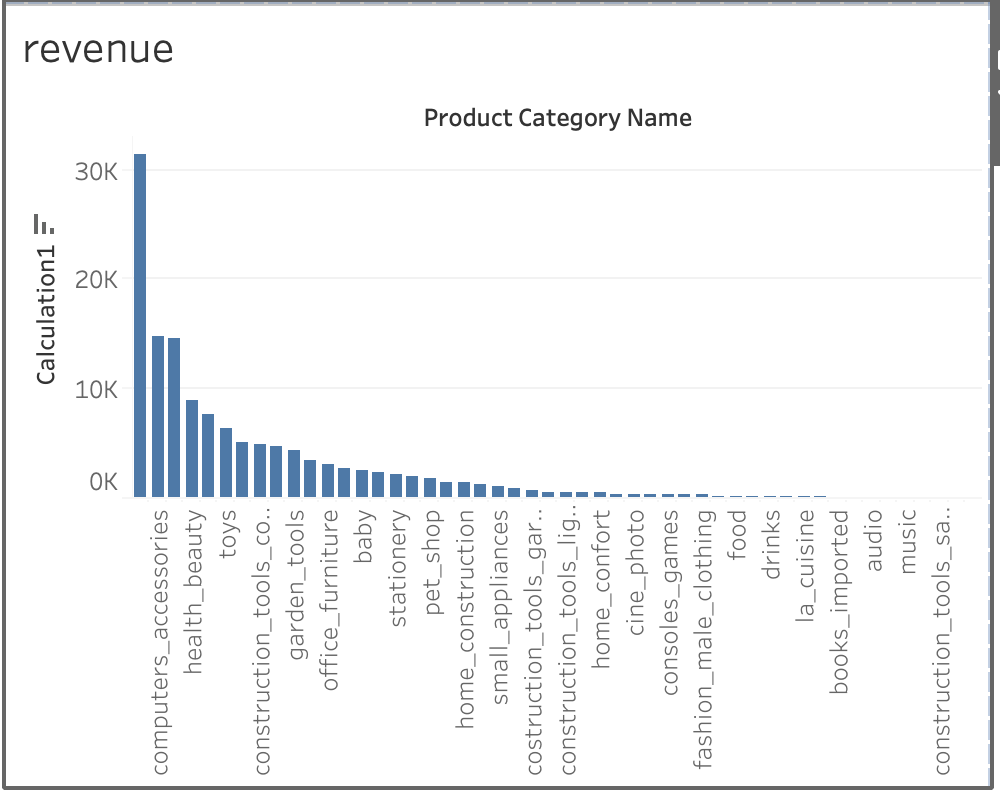 revenue
Product Category Name
Calculation1
30K
20K
10K
0K
computers_accessories
health_beauty
toys
construction_tools_co..
garden_tools
office_furniture
baby
stationery
pet_shop
home_construction
small_appliances
costruction_tools_gar..
construction_tools_lig..
home_confort
cine_photo
consoles_games
fashion_male_clothing
food
drinks
la_cuisine
books_imported
audio
music
construction_tools_sa..